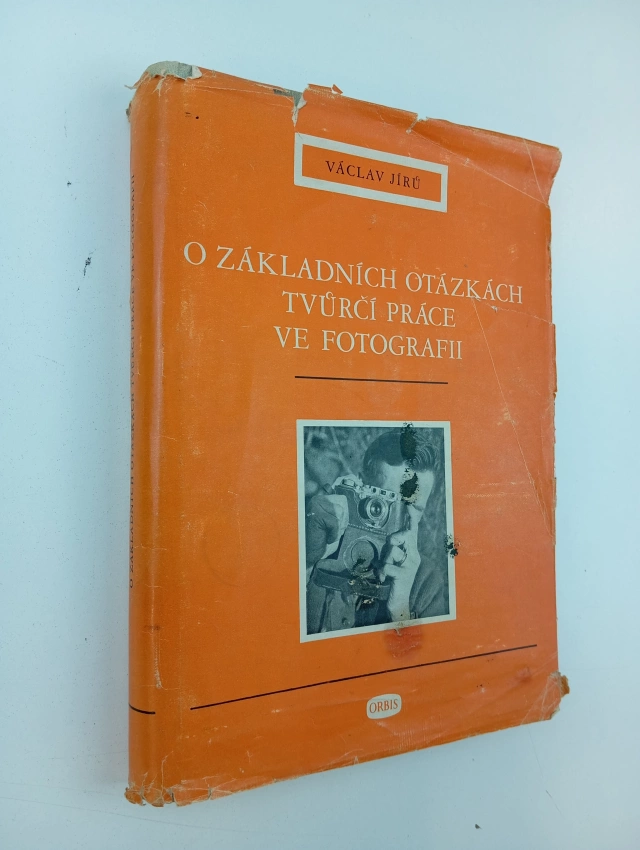 VÁCLAV JÍRŮ
O ZÁKLADNÍCH OTÁZKÁCH
TVŮRČÍ PRÁCE
VE FOTOGRAFII
ORBIS